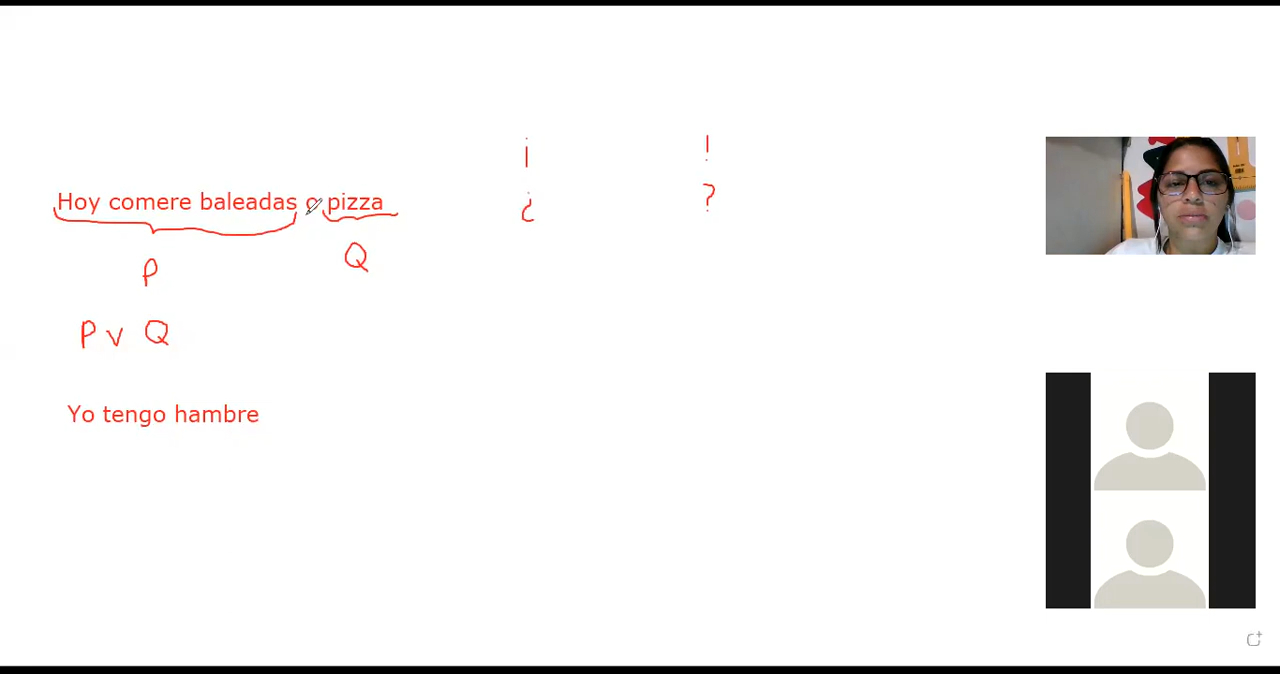 ¡ !
Hoy comere baleadas o pizza ¿ ?
P Q
P v Q
Yo tengo hambre